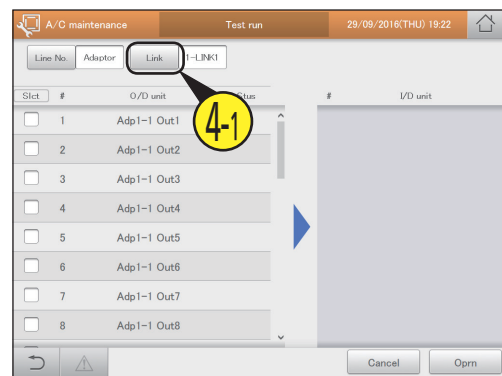 A/C maintenance Test run 29/09/2016(THU) 19:22
Line No. Adaptor Link 1-LINK1
4-1
Slct # O/D unit # I/D unit
1 Adp1-1 Out1
2 Adp1-1 Out2
3 Adp1-1 Out3
4 Adp1-1 Out4
5 Adp1-1 Out5
6 Adp1-1 Out6
7 Adp1-1 Out7
8 Adp1-1 Out8
Cancel Oprn